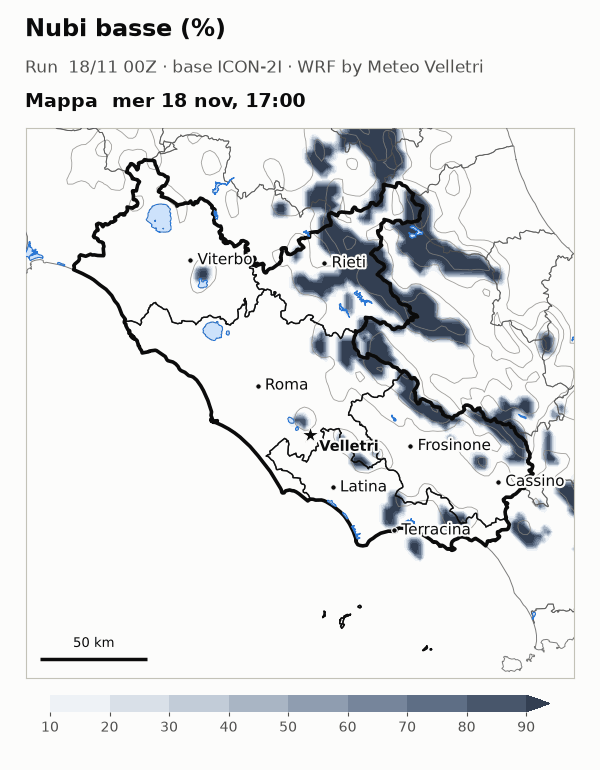 Nubi basse (%)
Run 18/11 00Z · base ICON-2I · WRF by Meteo Velletri
Mappa mer 18 nov, 17:00
Viterbo
Rieti
Roma
Velletri
Frosinone
Latina
Cassino
Terracina
50 km
10 20 30 40 50 60 70 80 90